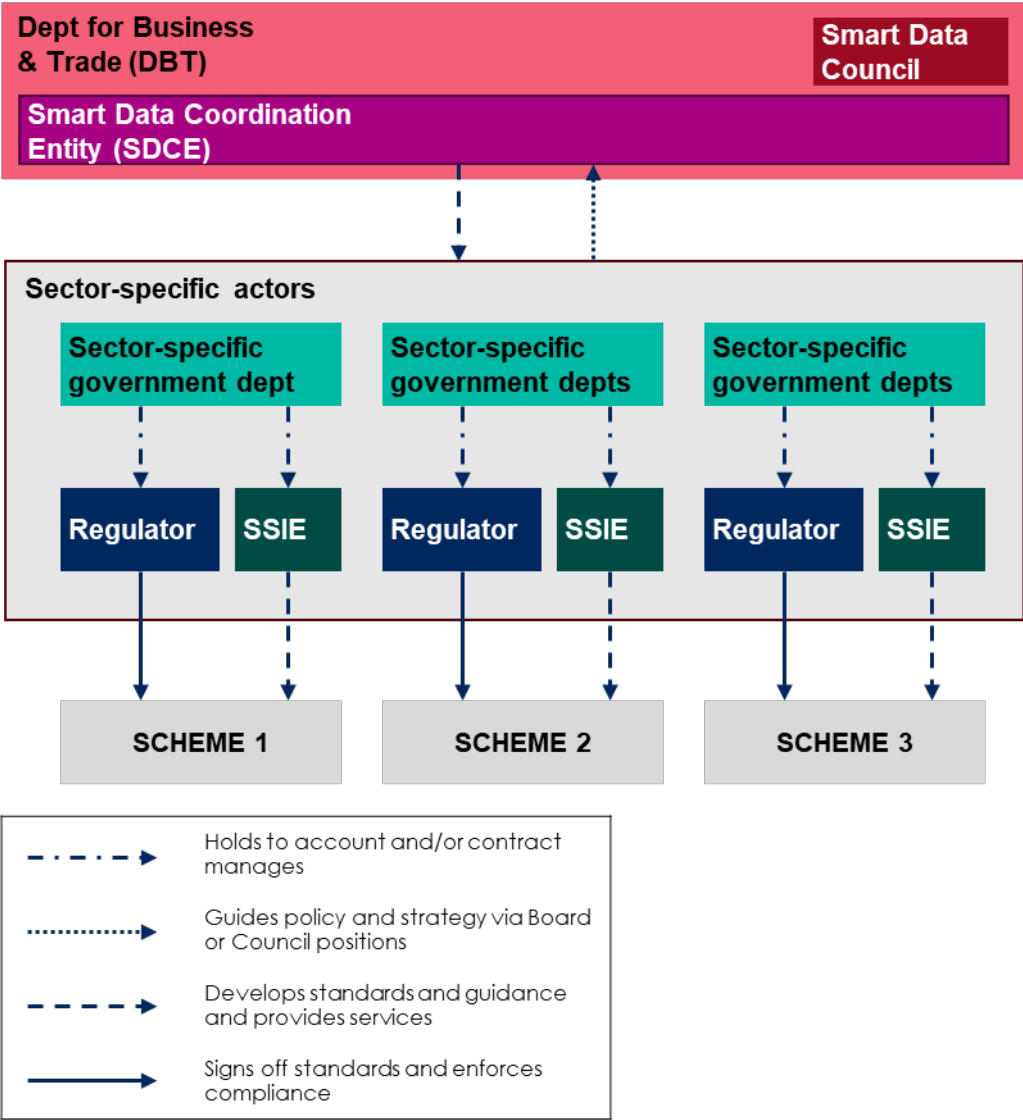 Dept for Business
& Trade (DBT)
Smart Data
Council
Smart Data Coordination
Entity (SDCE)
Sector-specific actors
Sector-specific
government dept
Sector-specific
government depts
Sector-specific
government depts
Regulator
SSIE
Regulator
SSIE
Regulator
SSIE
SCHEME 1
SCHEME 2
SCHEME 3
Holds to account and/or contract
manages
Guides policy and strategy via Board
or Council positions
Develops standards and guidance
and provides services
Signs off standards and enforces
compliance